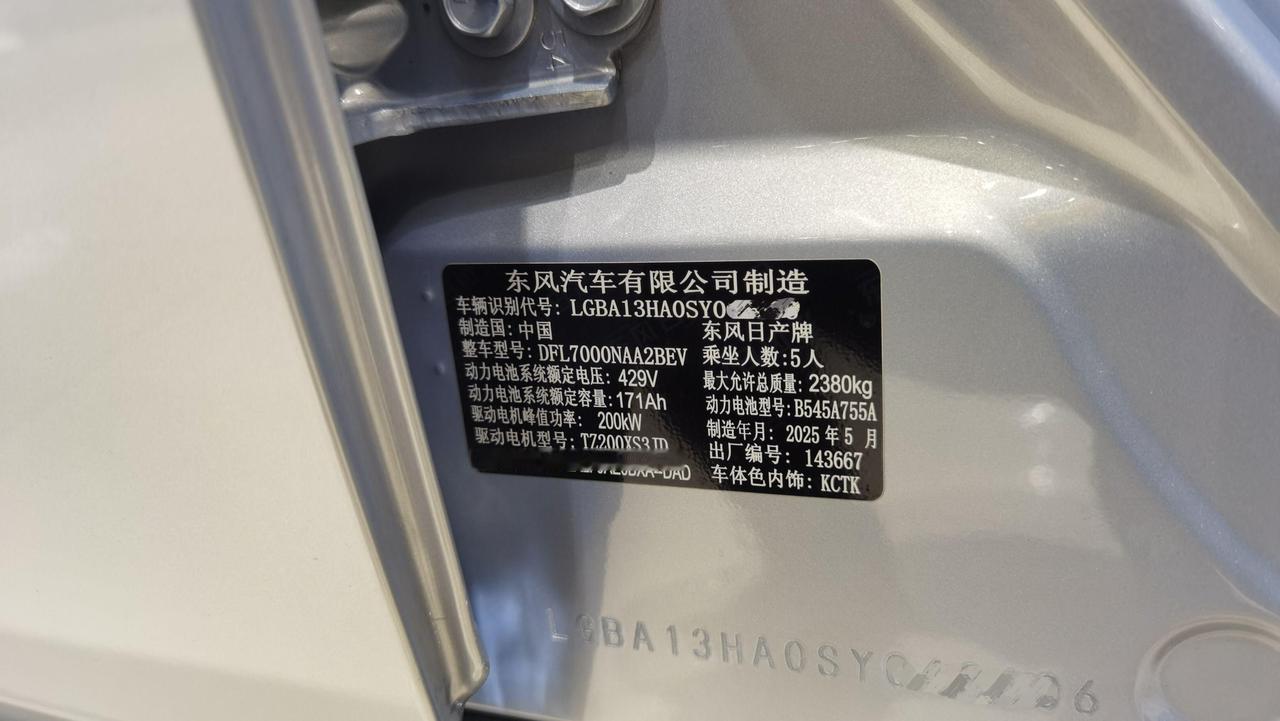 54
东风汽车有限公司制造
车辆识别代号: LGBA13HA0SY0
制造国: 中国 东风日产牌
整车型号: DFL7000NAA2BEV 乘坐人数: 5人
动力电池系统额定电压: 429V 最大允许总质量: 2380kg
动力电池系统额定容量: 171Ah 动力电池型号: B545A755A
驱动电机峰值功率: 200kW 制造年月: 2025年5月
驱动电机型号: TZ200XS3JD 出厂编号: 143667
车体色内饰: KCTK
LGBA13HA0SY0 6